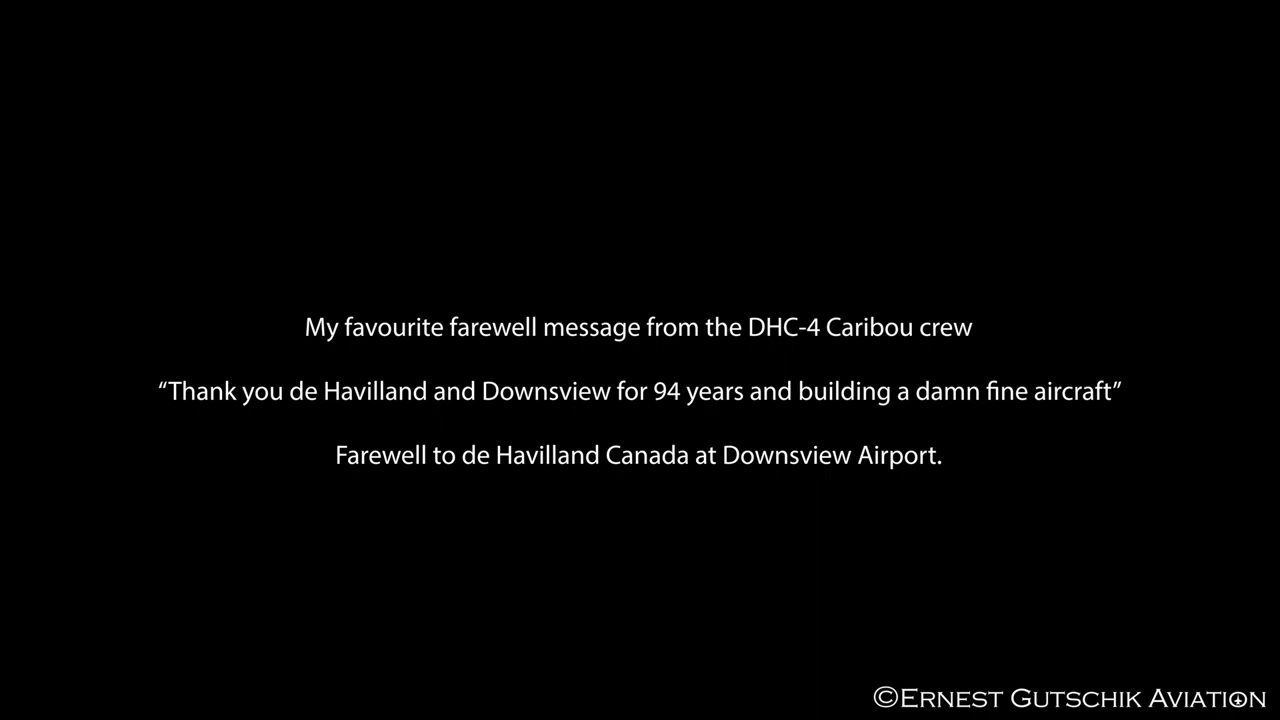 My favourite farewell message from the DHC-4 Caribou crew
“Thank you de Havilland and Downsview for 94 years and building a damn fine aircraft”
Farewell to de Havilland Canada at Downsview Airport.
©ERNEST GUTSCHIK AVIATION